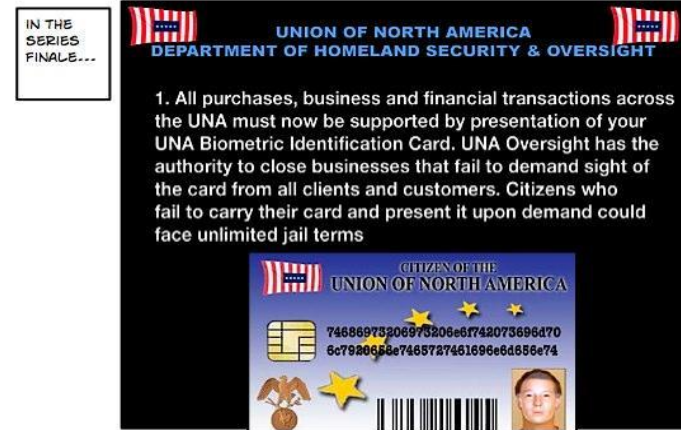 IN THE
SERIES
FINALE...
UNION OF NORTH AMERICA
DEPARTMENT OF HOMELAND SECURITY & OVERSIGHT
1. All purchases, business and financial transactions across
the UNA must now be supported by presentation of your
UNA Biometric Identification Card. UNA Oversight has the
authority to close businesses that fail to demand sight of
the card from all clients and customers. Citizens who
fail to carry their card and present it upon demand could
face unlimited jail terms
CITIZEN OF THE
UNION OF NORTH AMERICA
74686973206973206e6f742073696d70
6c7920656e7465727461696e6d656e74